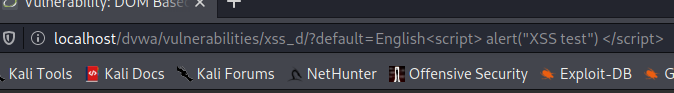 Vulnerability: DOM Based
localhost/dvwa/vulnerabilities/xss_d/?default=English<script> alert("XSS test") </script>
Kali Tools Kali Docs Kali Forums NetHunter Offensive Security Exploit-DB G